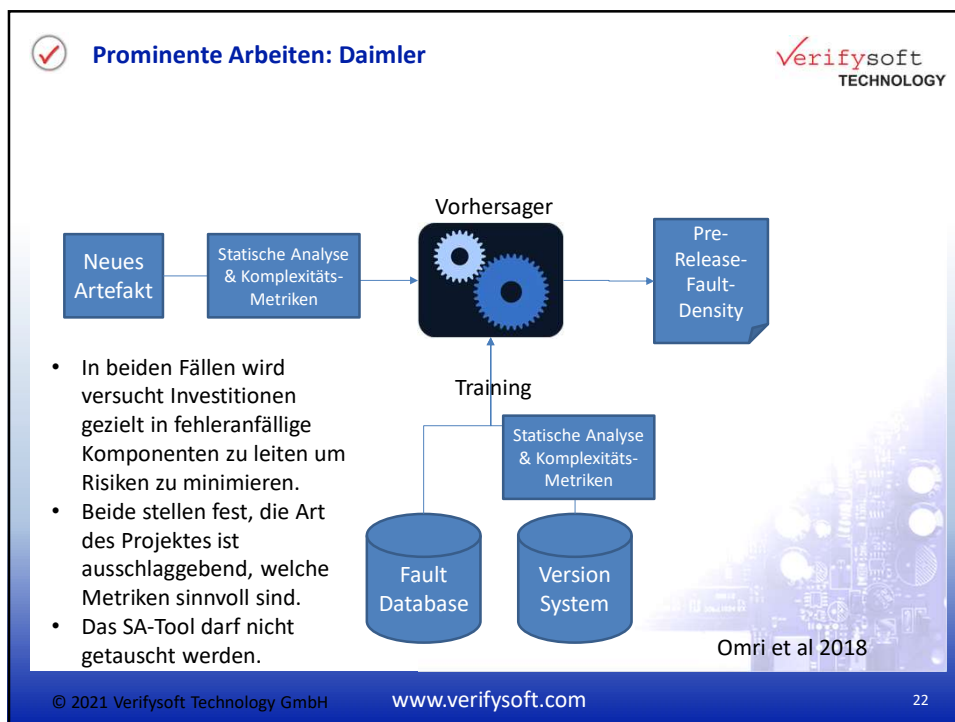 Prominente Arbeiten: Daimler
Verifysoft
TECHNOLOGY
Vorhersager
Neues
Artefakt
Statische Analyse
& Komplexitäts-
Metriken
Pre-
Release-
Fault-
Density
• In beiden Fällen wird
versucht Investitionen
gezielt in fehleranfällige
Komponenten zu leiten um
Risiken zu minimieren.
• Beide stellen fest, die Art
des Projektes ist
ausschlaggebend, welche
Metriken sinnvoll sind.
• Das SA-Tool darf nicht
getauscht werden.
Training
Statische Analyse
& Komplexitäts-
Metriken
Fault
Database
Version
System
Omri et al 2018
© 2021 Verifysoft Technology GmbH
www.verifysoft.com
22